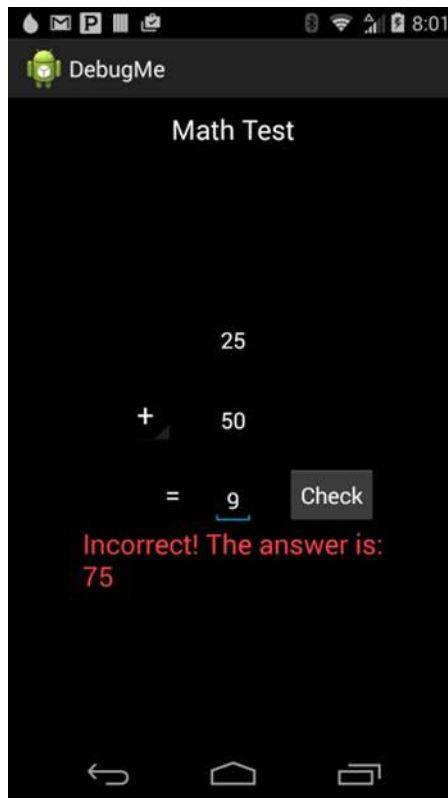 P 8:01
DebugMe
Math Test
25
+ 50
= 9 Check
Incorrect! The answer is:
75